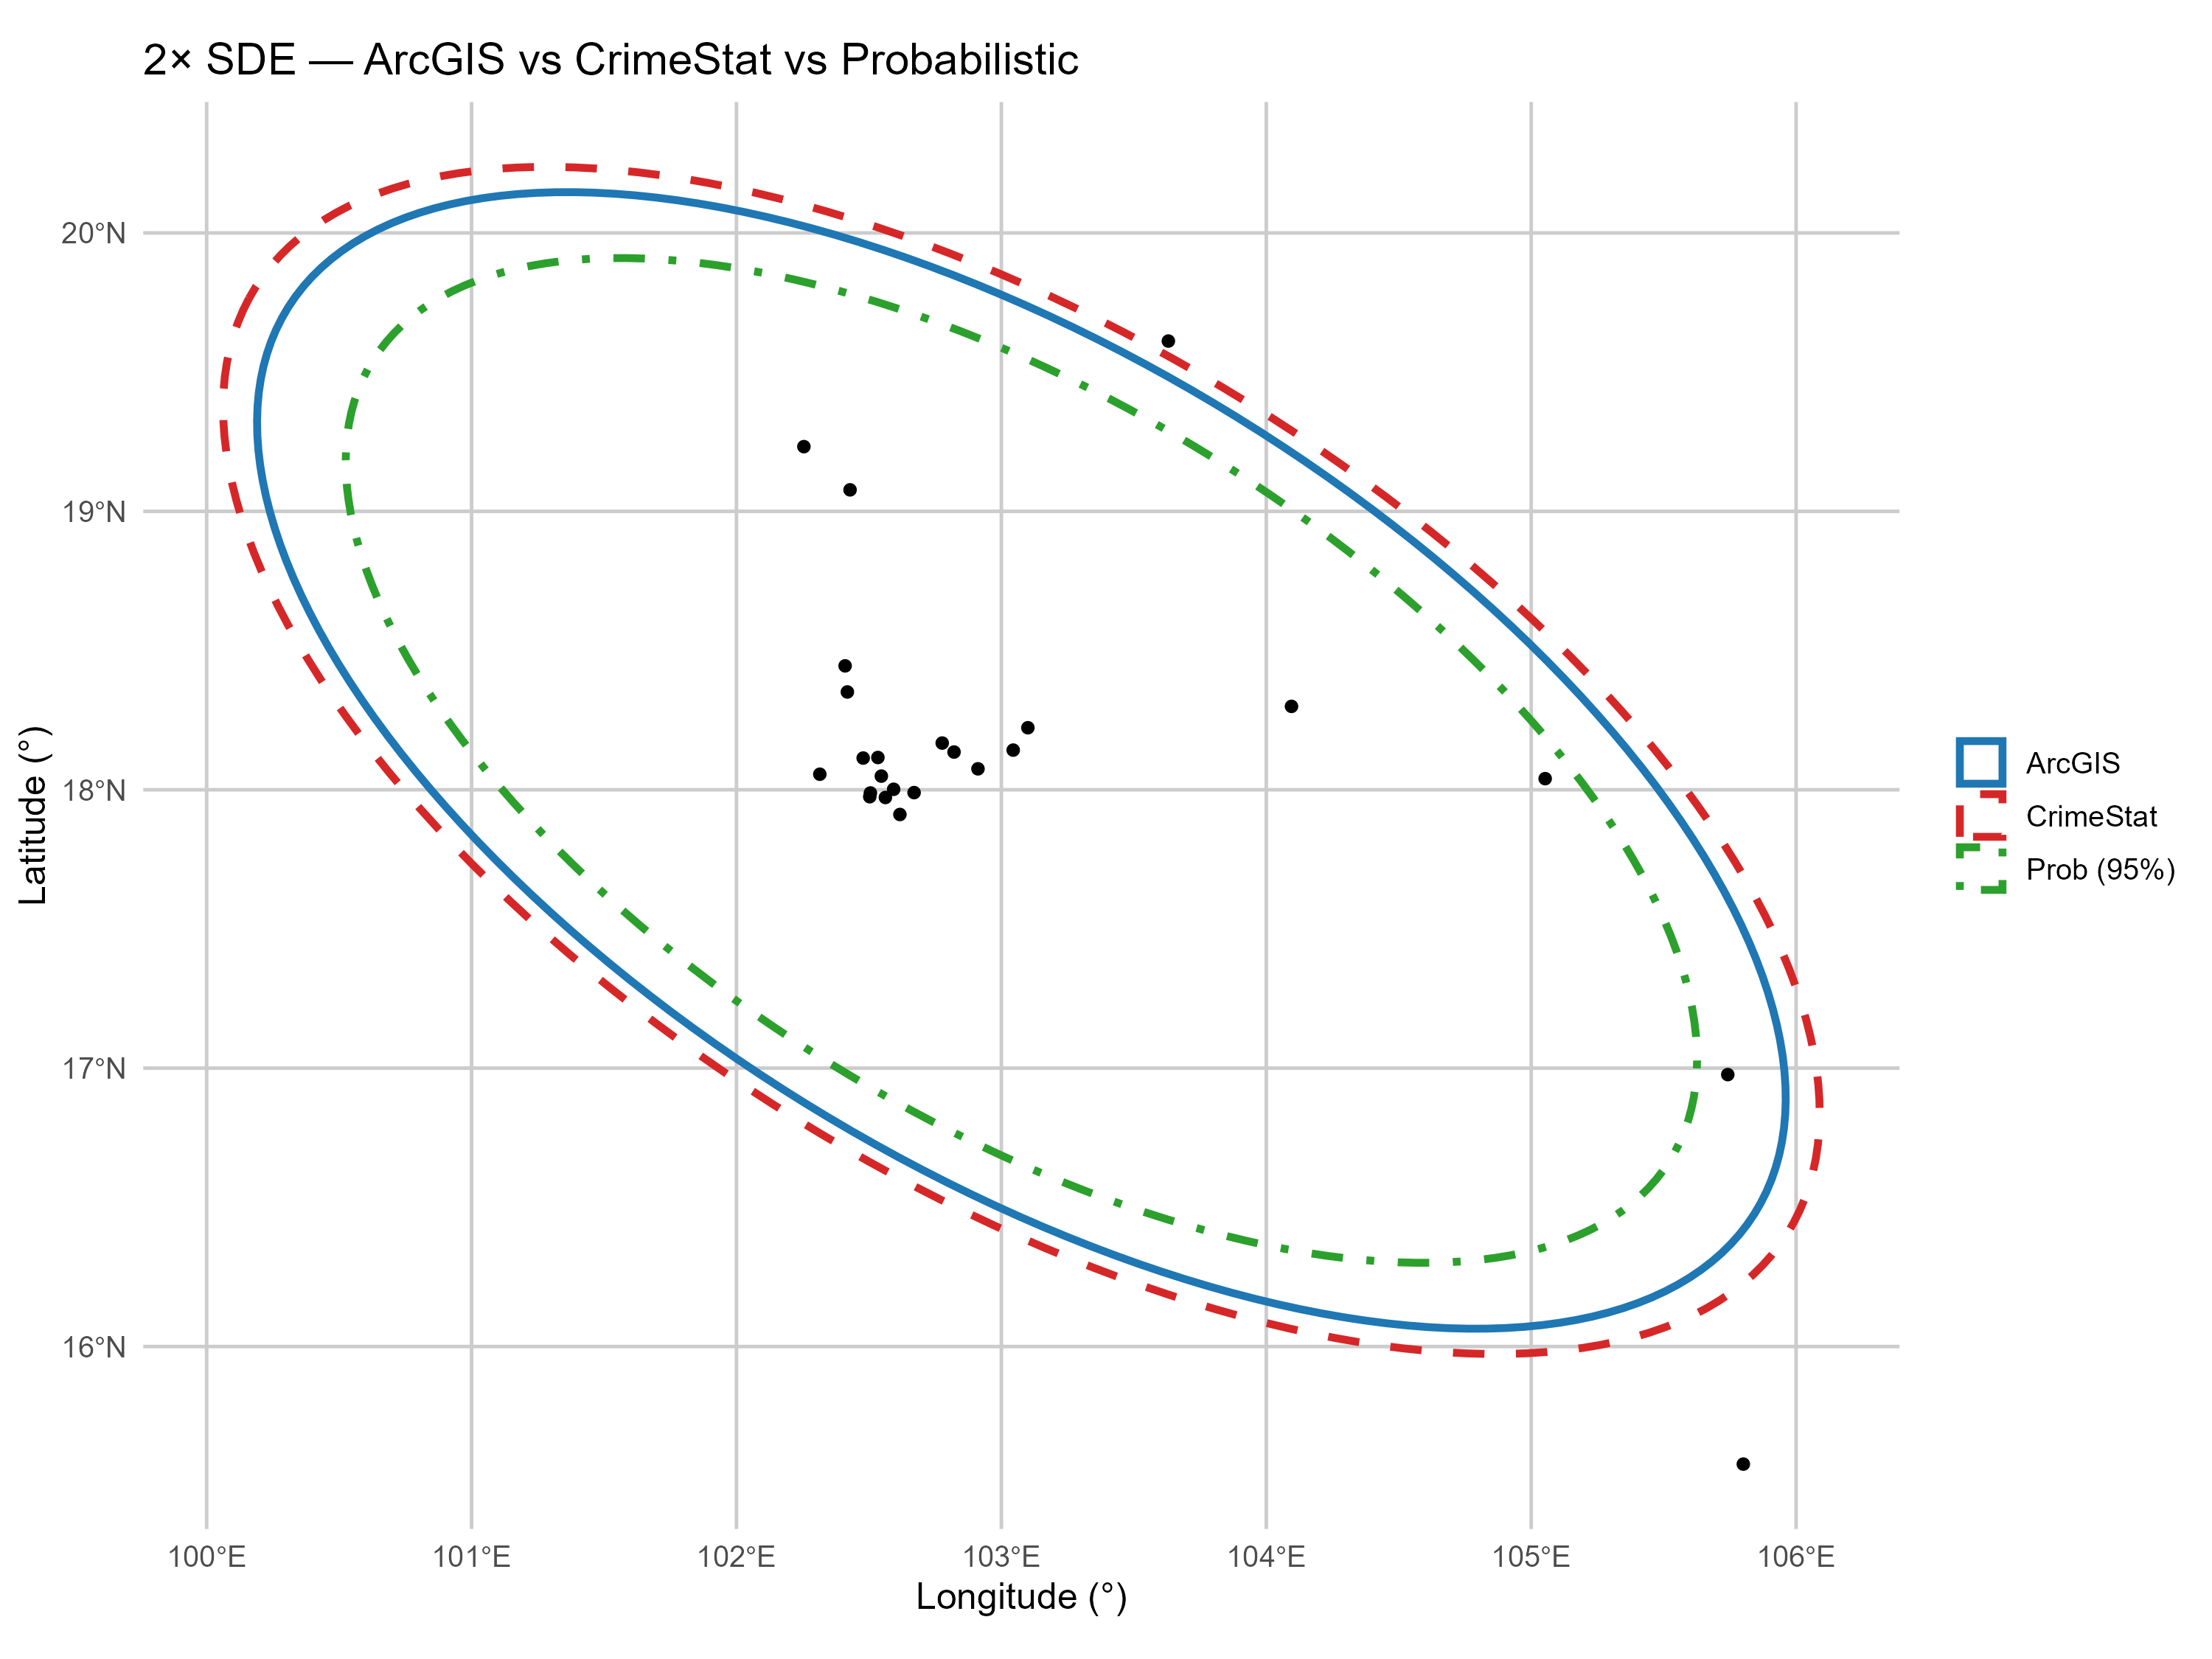 2× SDE — ArcGIS vs CrimeStat vs Probabilistic
20°N
19°N
18°N
17°N
16°N
Latitude (°)
100°E
101°E
102°E
103°E
104°E
105°E
106°E
Longitude (°)
ArcGIS
CrimeStat
Prob (95%)